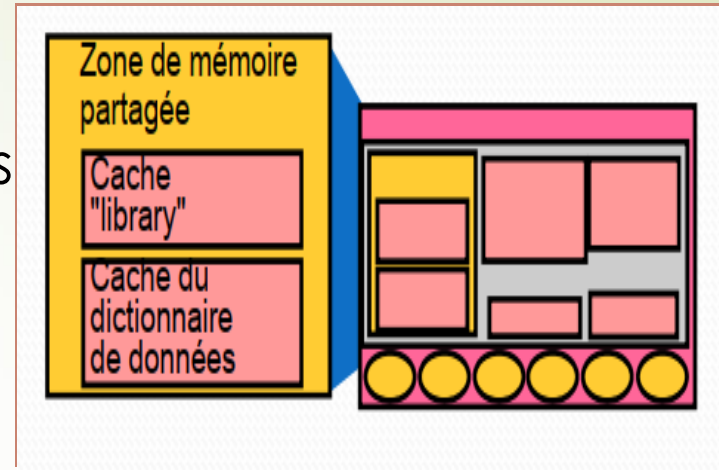 Zone de mémoire
partagée
s
Cache
"library"
Cache du
dictionnaire
de données